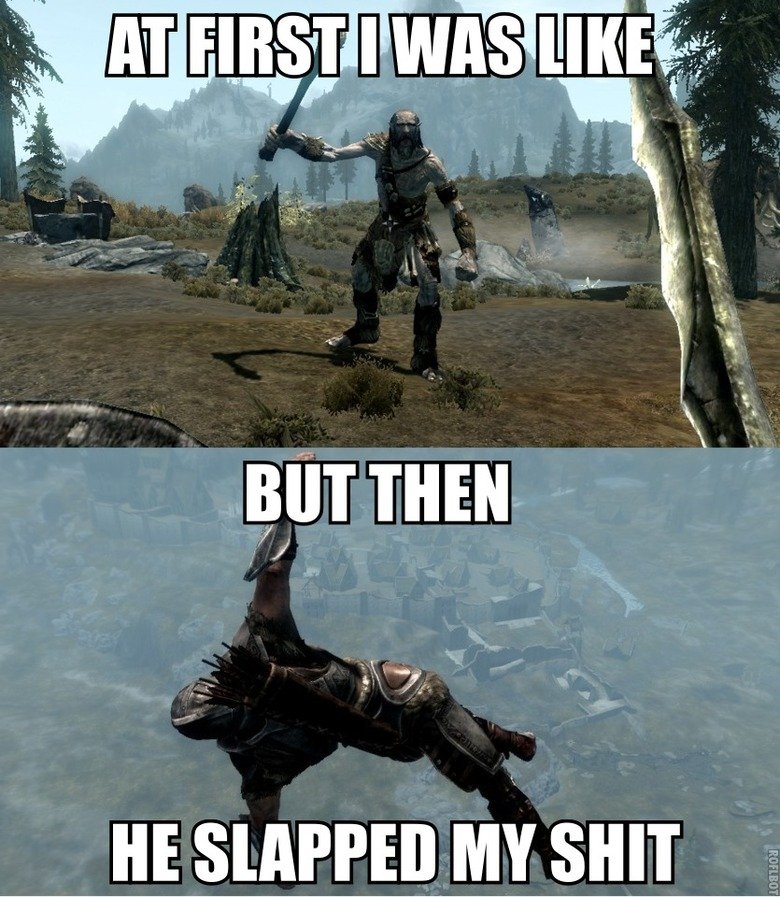 AT FIRST I WAS LIKE
BUT THEN
HE SLAPPED MY SHIT
ROFLBOT